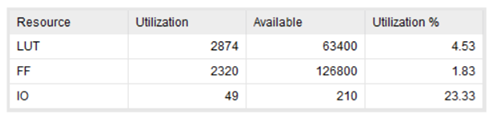 Resource Utilization Available Utilization %
LUT 2874 63400 4.53
FF 2320 126800 1.83
IO 49 210 23.33